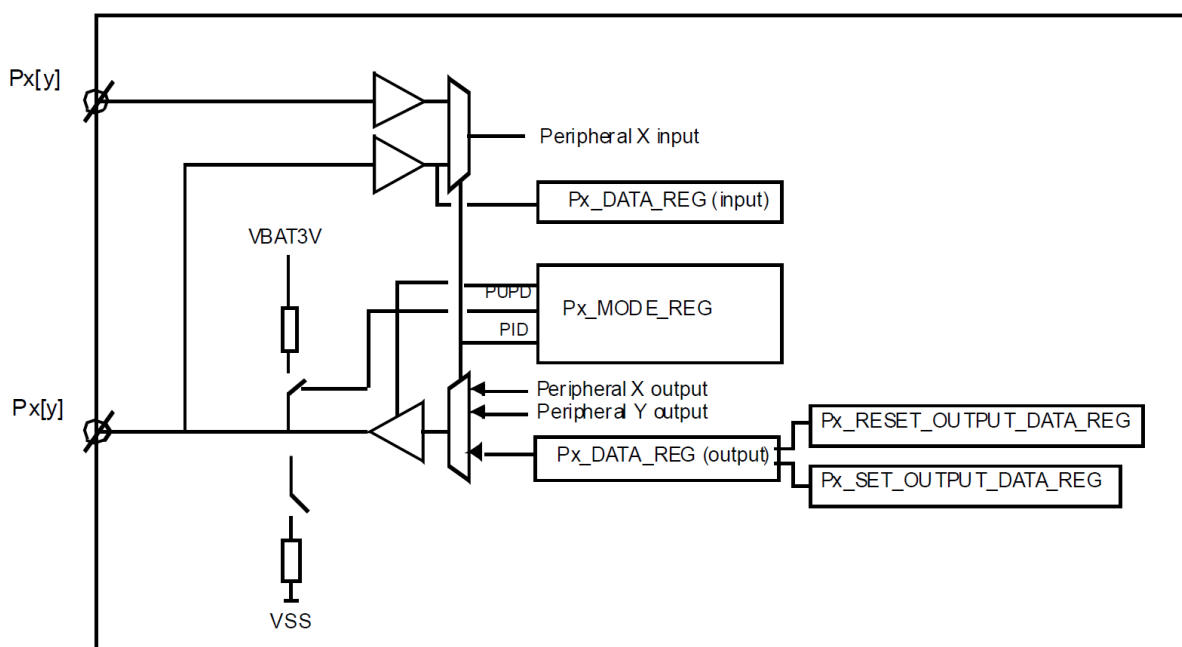 Px[y]
Peripheral X input
Px_DATA_REG (input)
VBAT3V
PUPD
Px_MODE_REG
PID
Peripheral X output
Px[y]
Peripheral Y output
Px_RESET_OUTPUT_DATA_REG
Px_DATA_REG (output)
Px_SET_OUTPUT_DATA_REG
VSS